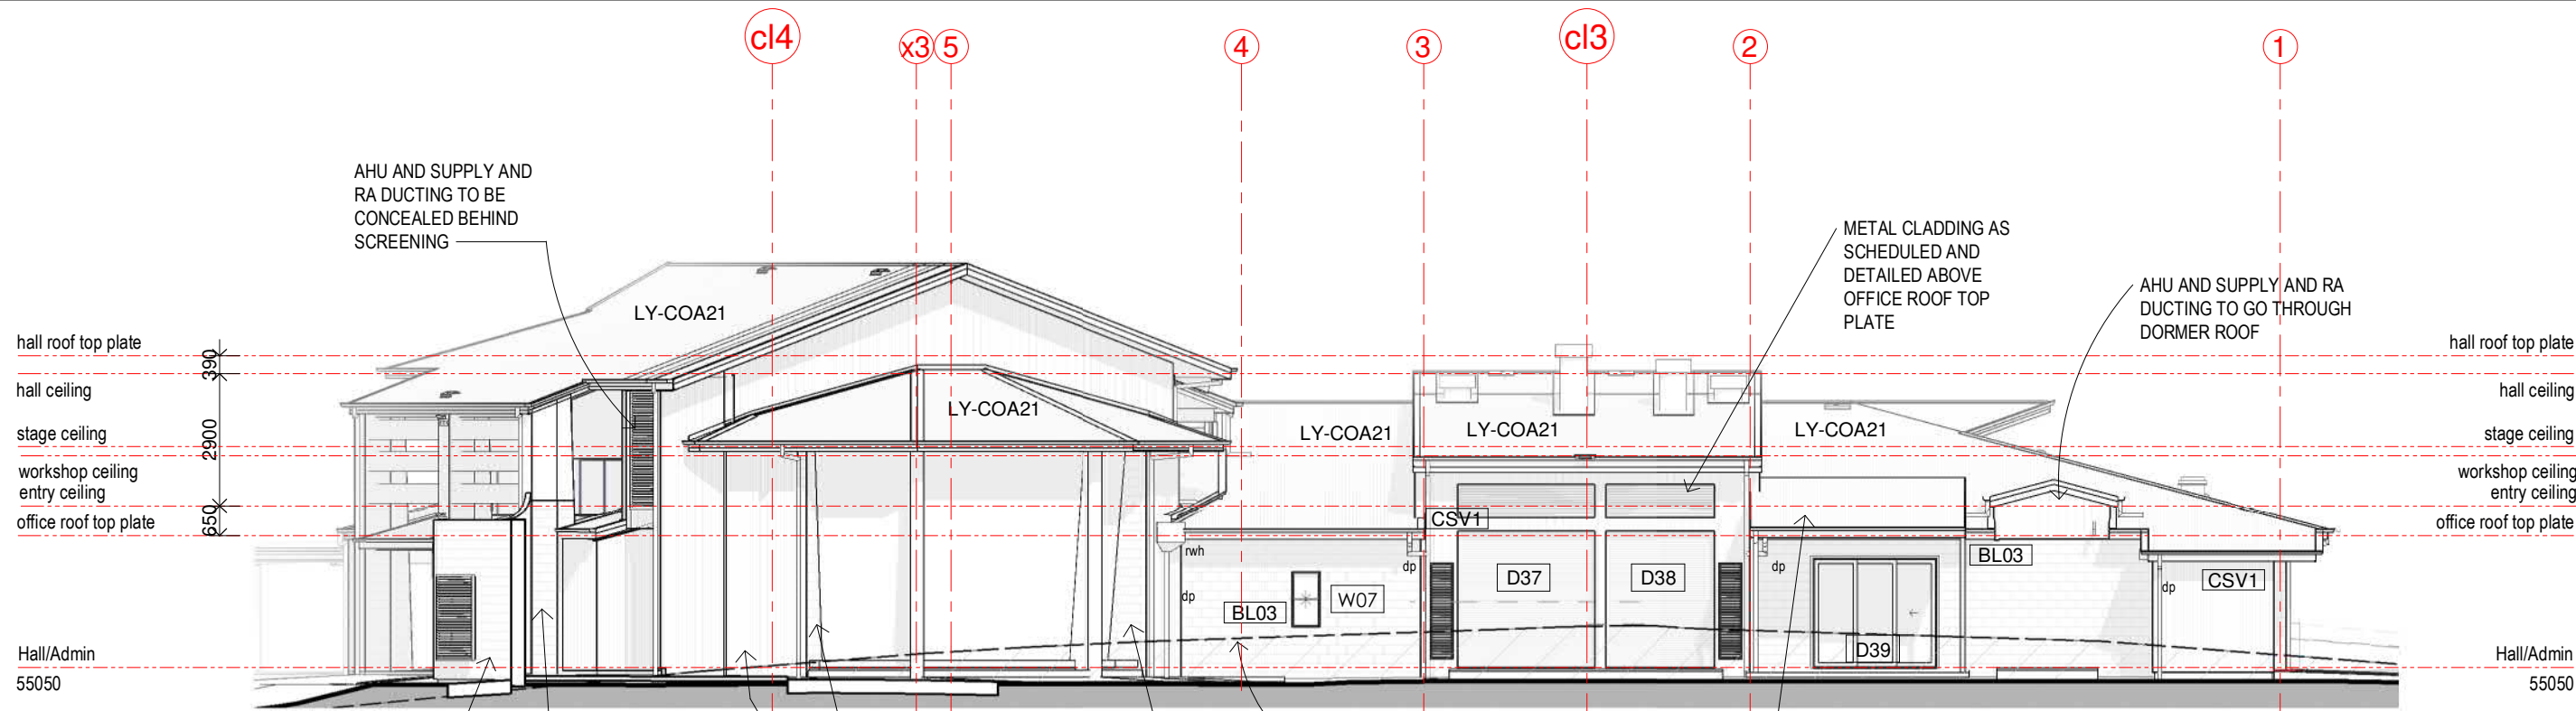 cl4
x3
5
4
3
cl3
2
1
AHU AND SUPPLY AND
RA DUCTING TO BE
CONCEALED BEHIND
SCREENING
METAL CLADDING AS
SCHEDULED AND
DETAILED ABOVE
OFFICE ROOF TOP
PLATE
AHU AND SUPPLY AND RA
DUCTING TO GO THROUGH
DORMER ROOF
hall roof top plate
hall ceiling
stage ceiling
workshop ceiling
entry ceiling
office roof top plate
Hall/Admin
55050
390
2900
650
LY-COA21
LY-COA21
LY-COA21
LY-COA21
LY-COA21
CSV1
rwh
dp
dp
BL03
W07
D37
D38
dp
D39
BL03
dp
CSV1
hall roof top plate
hall ceiling
stage ceiling
workshop ceiling
entry ceiling
office roof top plate
Hall/Admin
55050